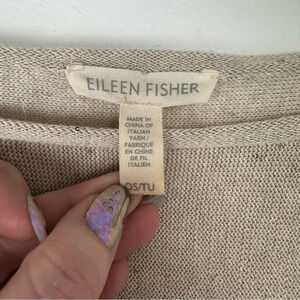 EILEEN FISHER
MADE IN
CHINA OF
ITALIAN
YARN/
FABRIQUÉ
EN CHINE
DE FIL
ITALIEN
OS/TU